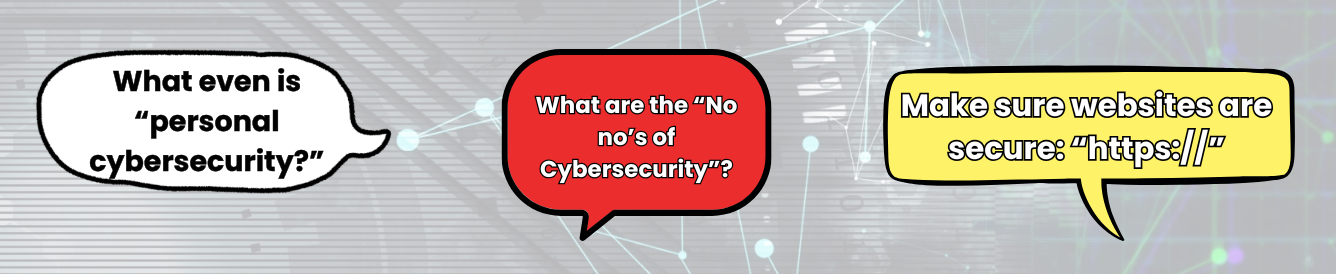 What even is
“personal
cybersecurity?”
What are the “No
no’s of
Cybersecurity”?
Make sure websites are
secure: “https://”